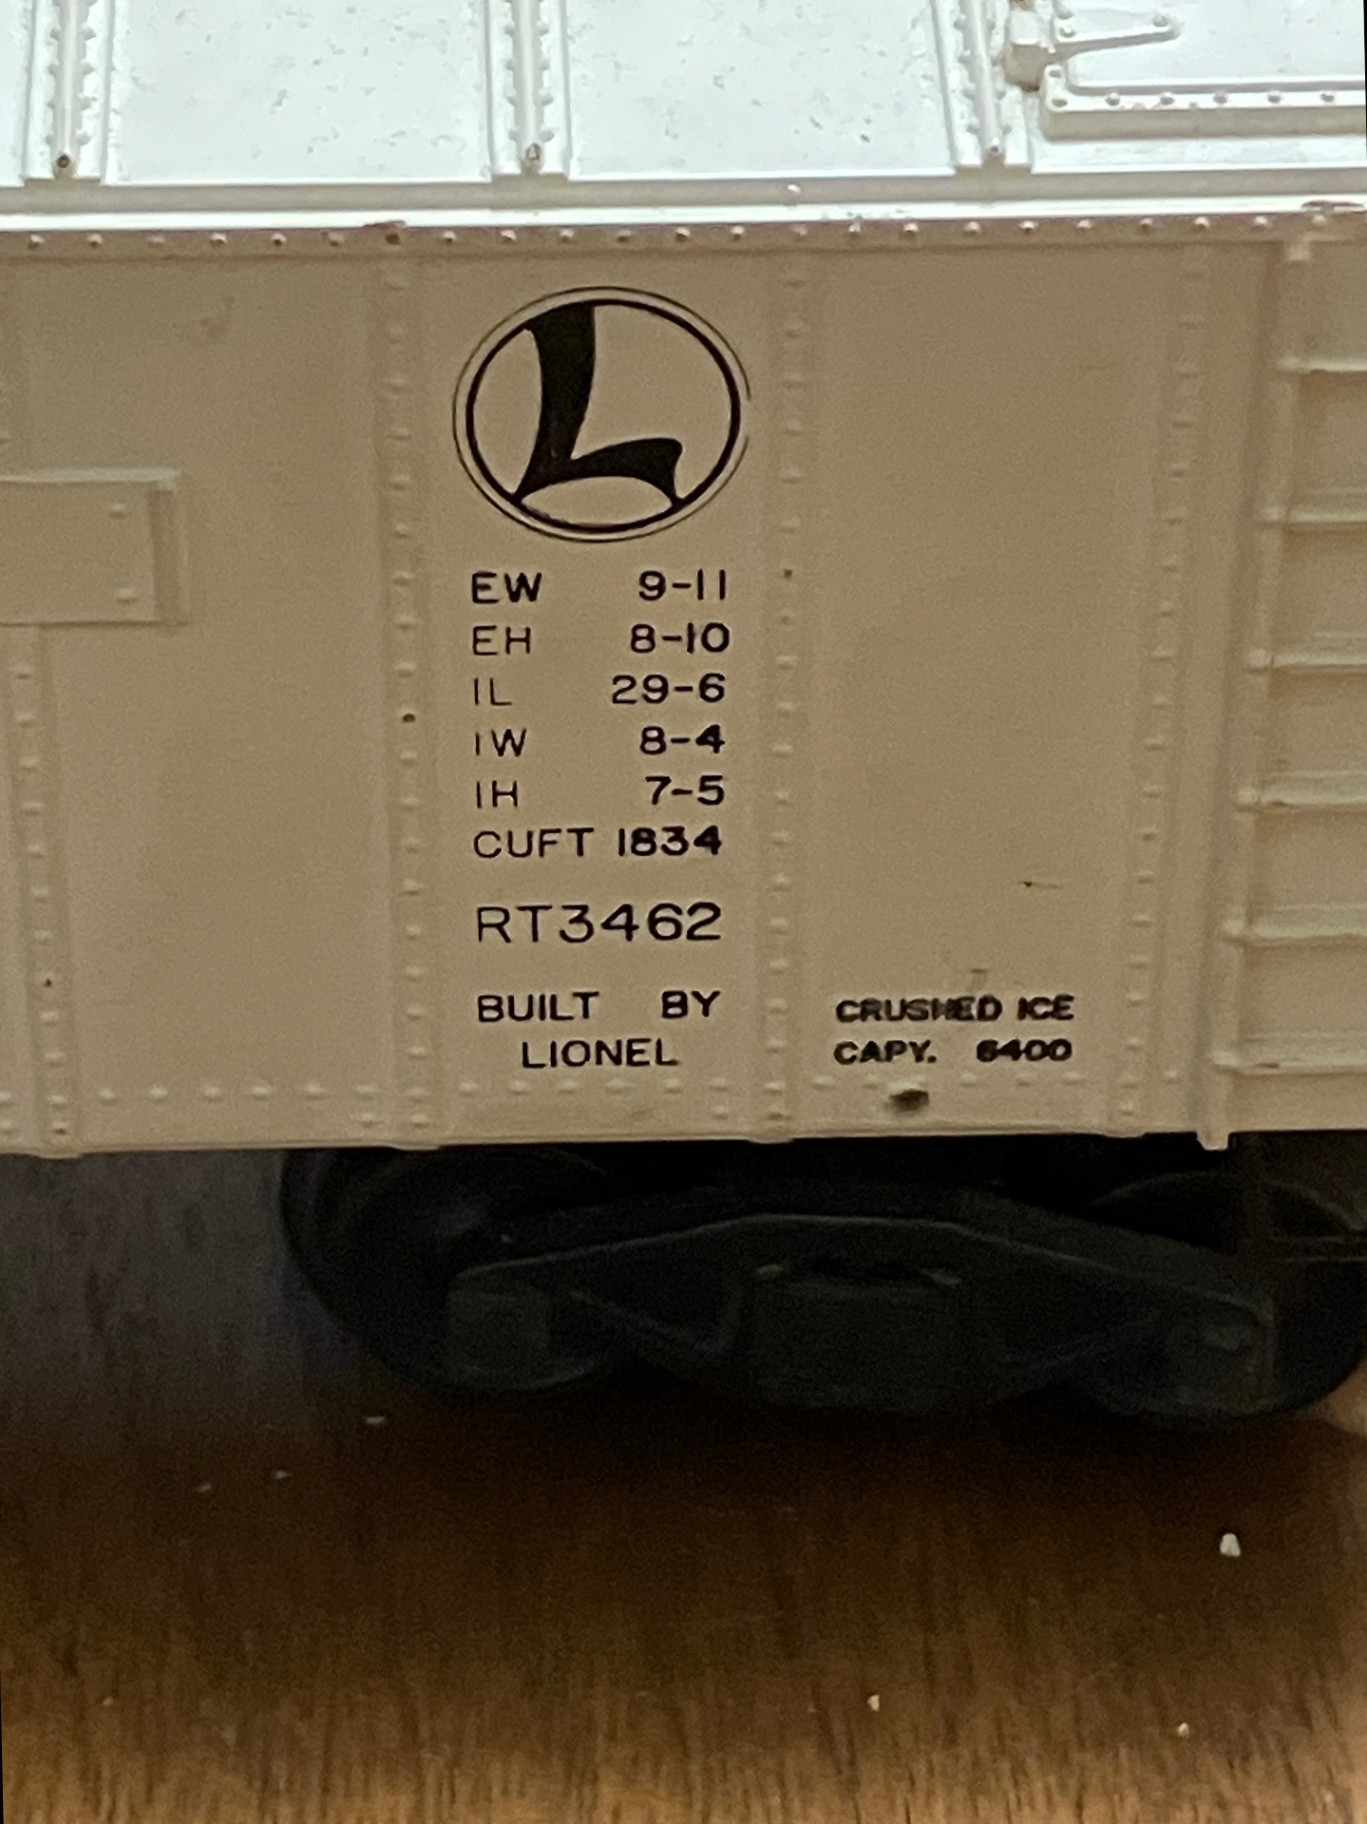 L
EW 9-11
EH 8-10
IL 29-6
IW 8-4
IH 7-5
CUFT 1834
RT3462
BUILT BY
LIONEL
CRUSHED ICE
CAPY. 6400